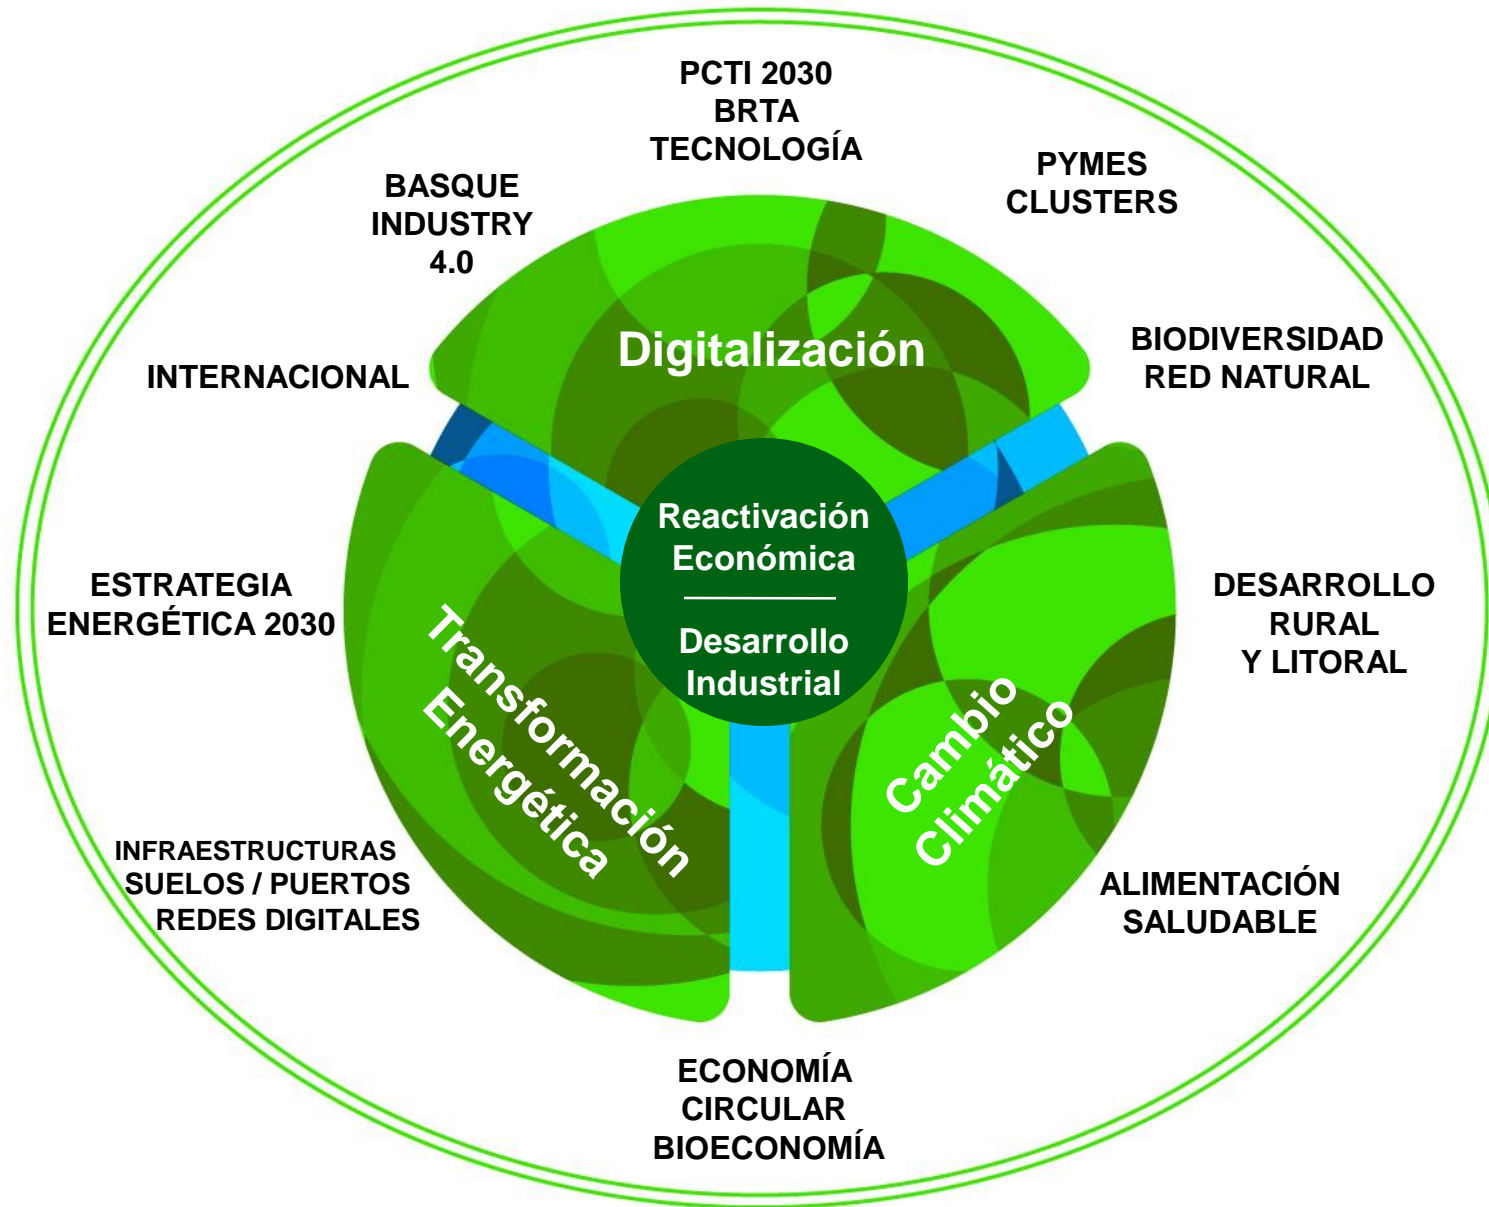 PCTI 2030
BRTA
TECNOLOGÍA
PYMES
CLUSTERS
BASQUE
INDUSTRY
4.0
BIODIVERSIDAD
RED NATURAL
INTERNACIONAL
Digitalización
Reactivación
Económica
Desarrollo
Industrial
ESTRATEGIA
ENERGÉTICA 2030
Transformación
Energética
Cambio
Climático
DESARROLLO
RURAL
Y LITORAL
INFRAESTRUCTURAS
SUELOS / PUERTOS
REDES DIGITALES
ALIMENTACIÓN
SALUDABLE
ECONOMÍA
CIRCULAR
BIOECONOMÍA